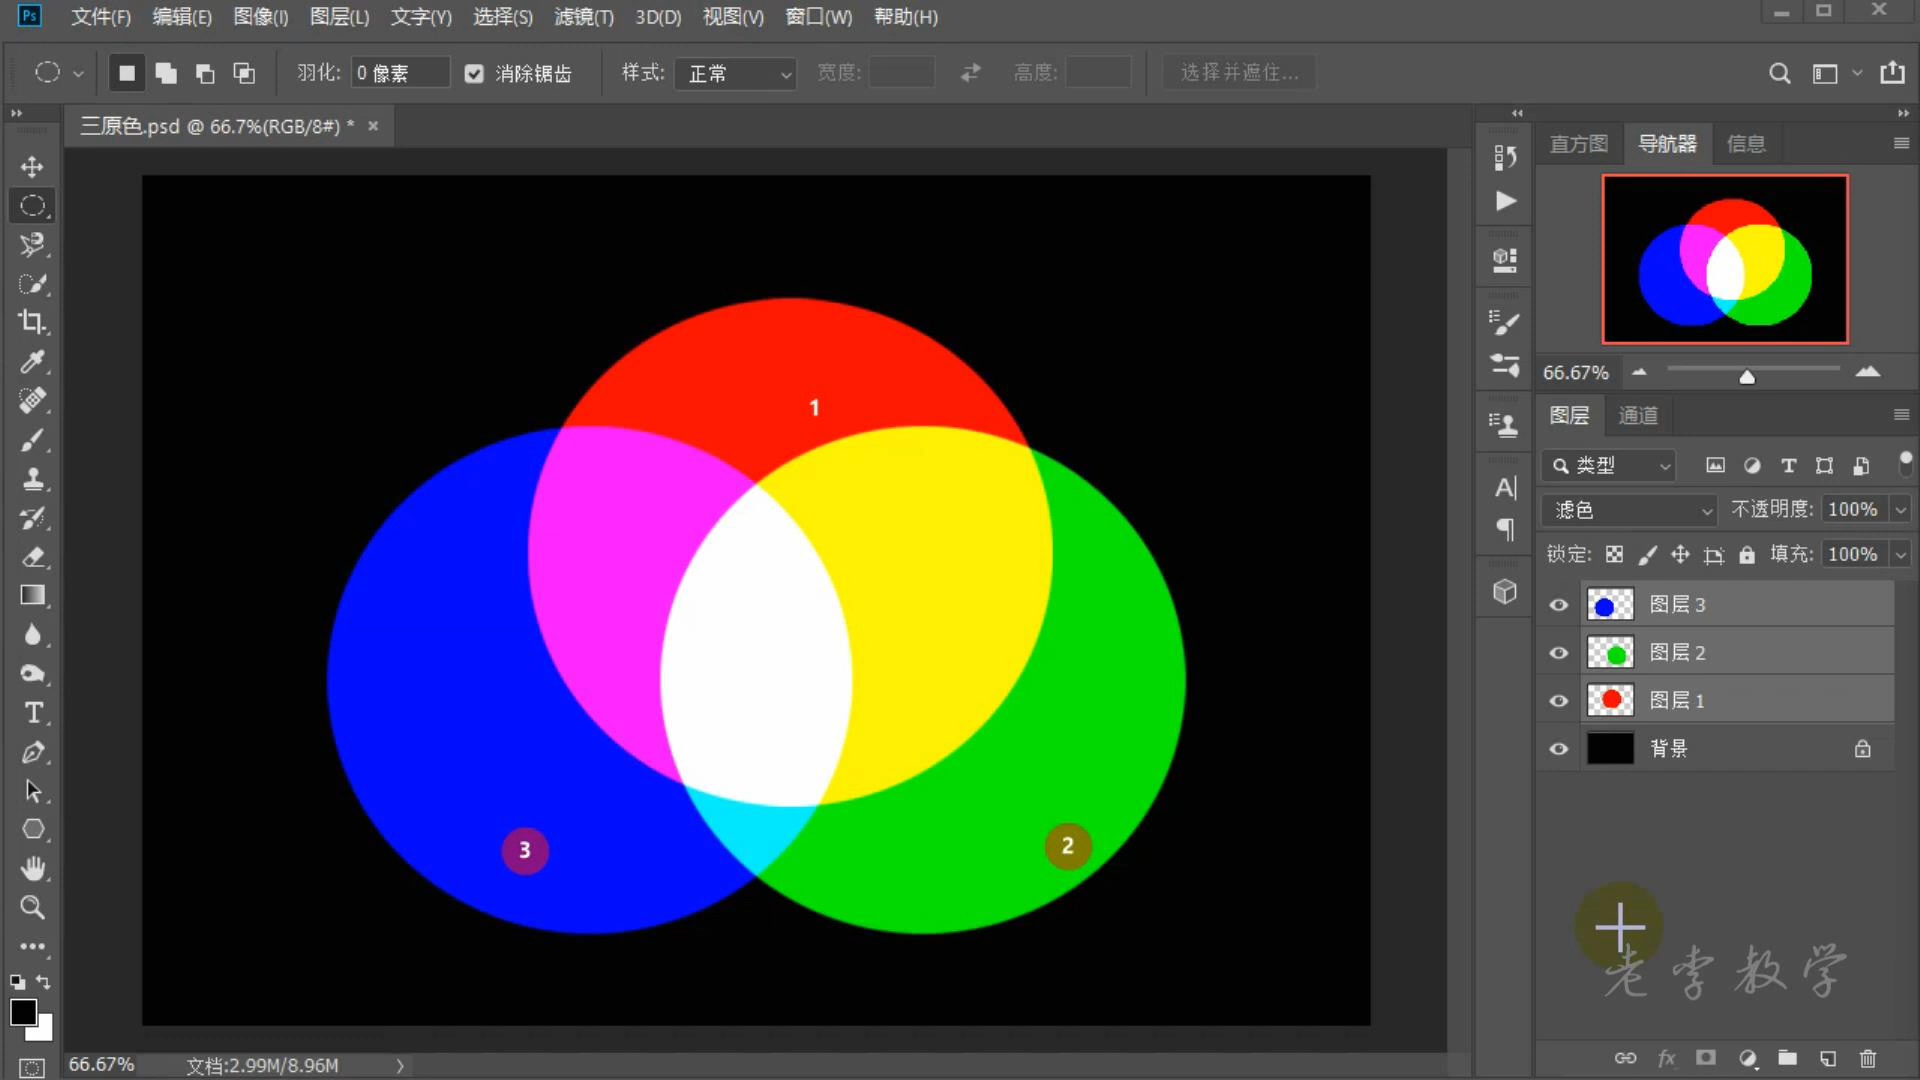 Ps 文件(F) 编辑(E) 图像(I) 图层(L) 文字(Y) 选择(S) 滤镜(T) 3D(D) 视图(V) 窗口(W) 帮助(H)
羽化: 0 像素 消除锯齿 样式: 正常 宽度: 高度: 选择并遮住...
三原色.psd @ 66.7%(RGB/8#) * ×
直方图 导航器 信息
66.67%
图层 通道
类型
滤色 不透明度: 100%
锁定: 填充: 100%
图层 3
图层 2
图层 1
背景
1
3
2
老李教学
66.67% 文档:2.99M/8.96M
fx